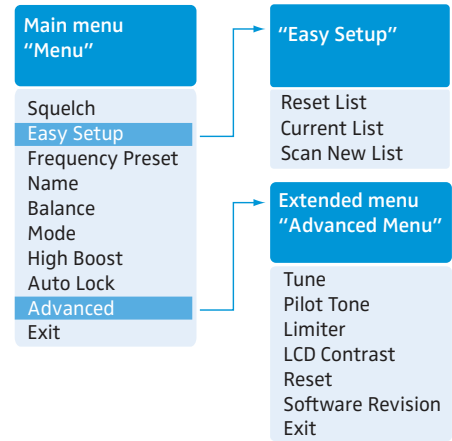 Main menu
“Menu”
Squelch
Easy Setup
Frequency Preset
Name
Balance
Mode
High Boost
Auto Lock
Advanced
Exit
“Easy Setup”
Reset List
Current List
Scan New List
Extended menu
“Advanced Menu”
Tune
Pilot Tone
Limiter
LCD Contrast
Reset
Software Revision
Exit